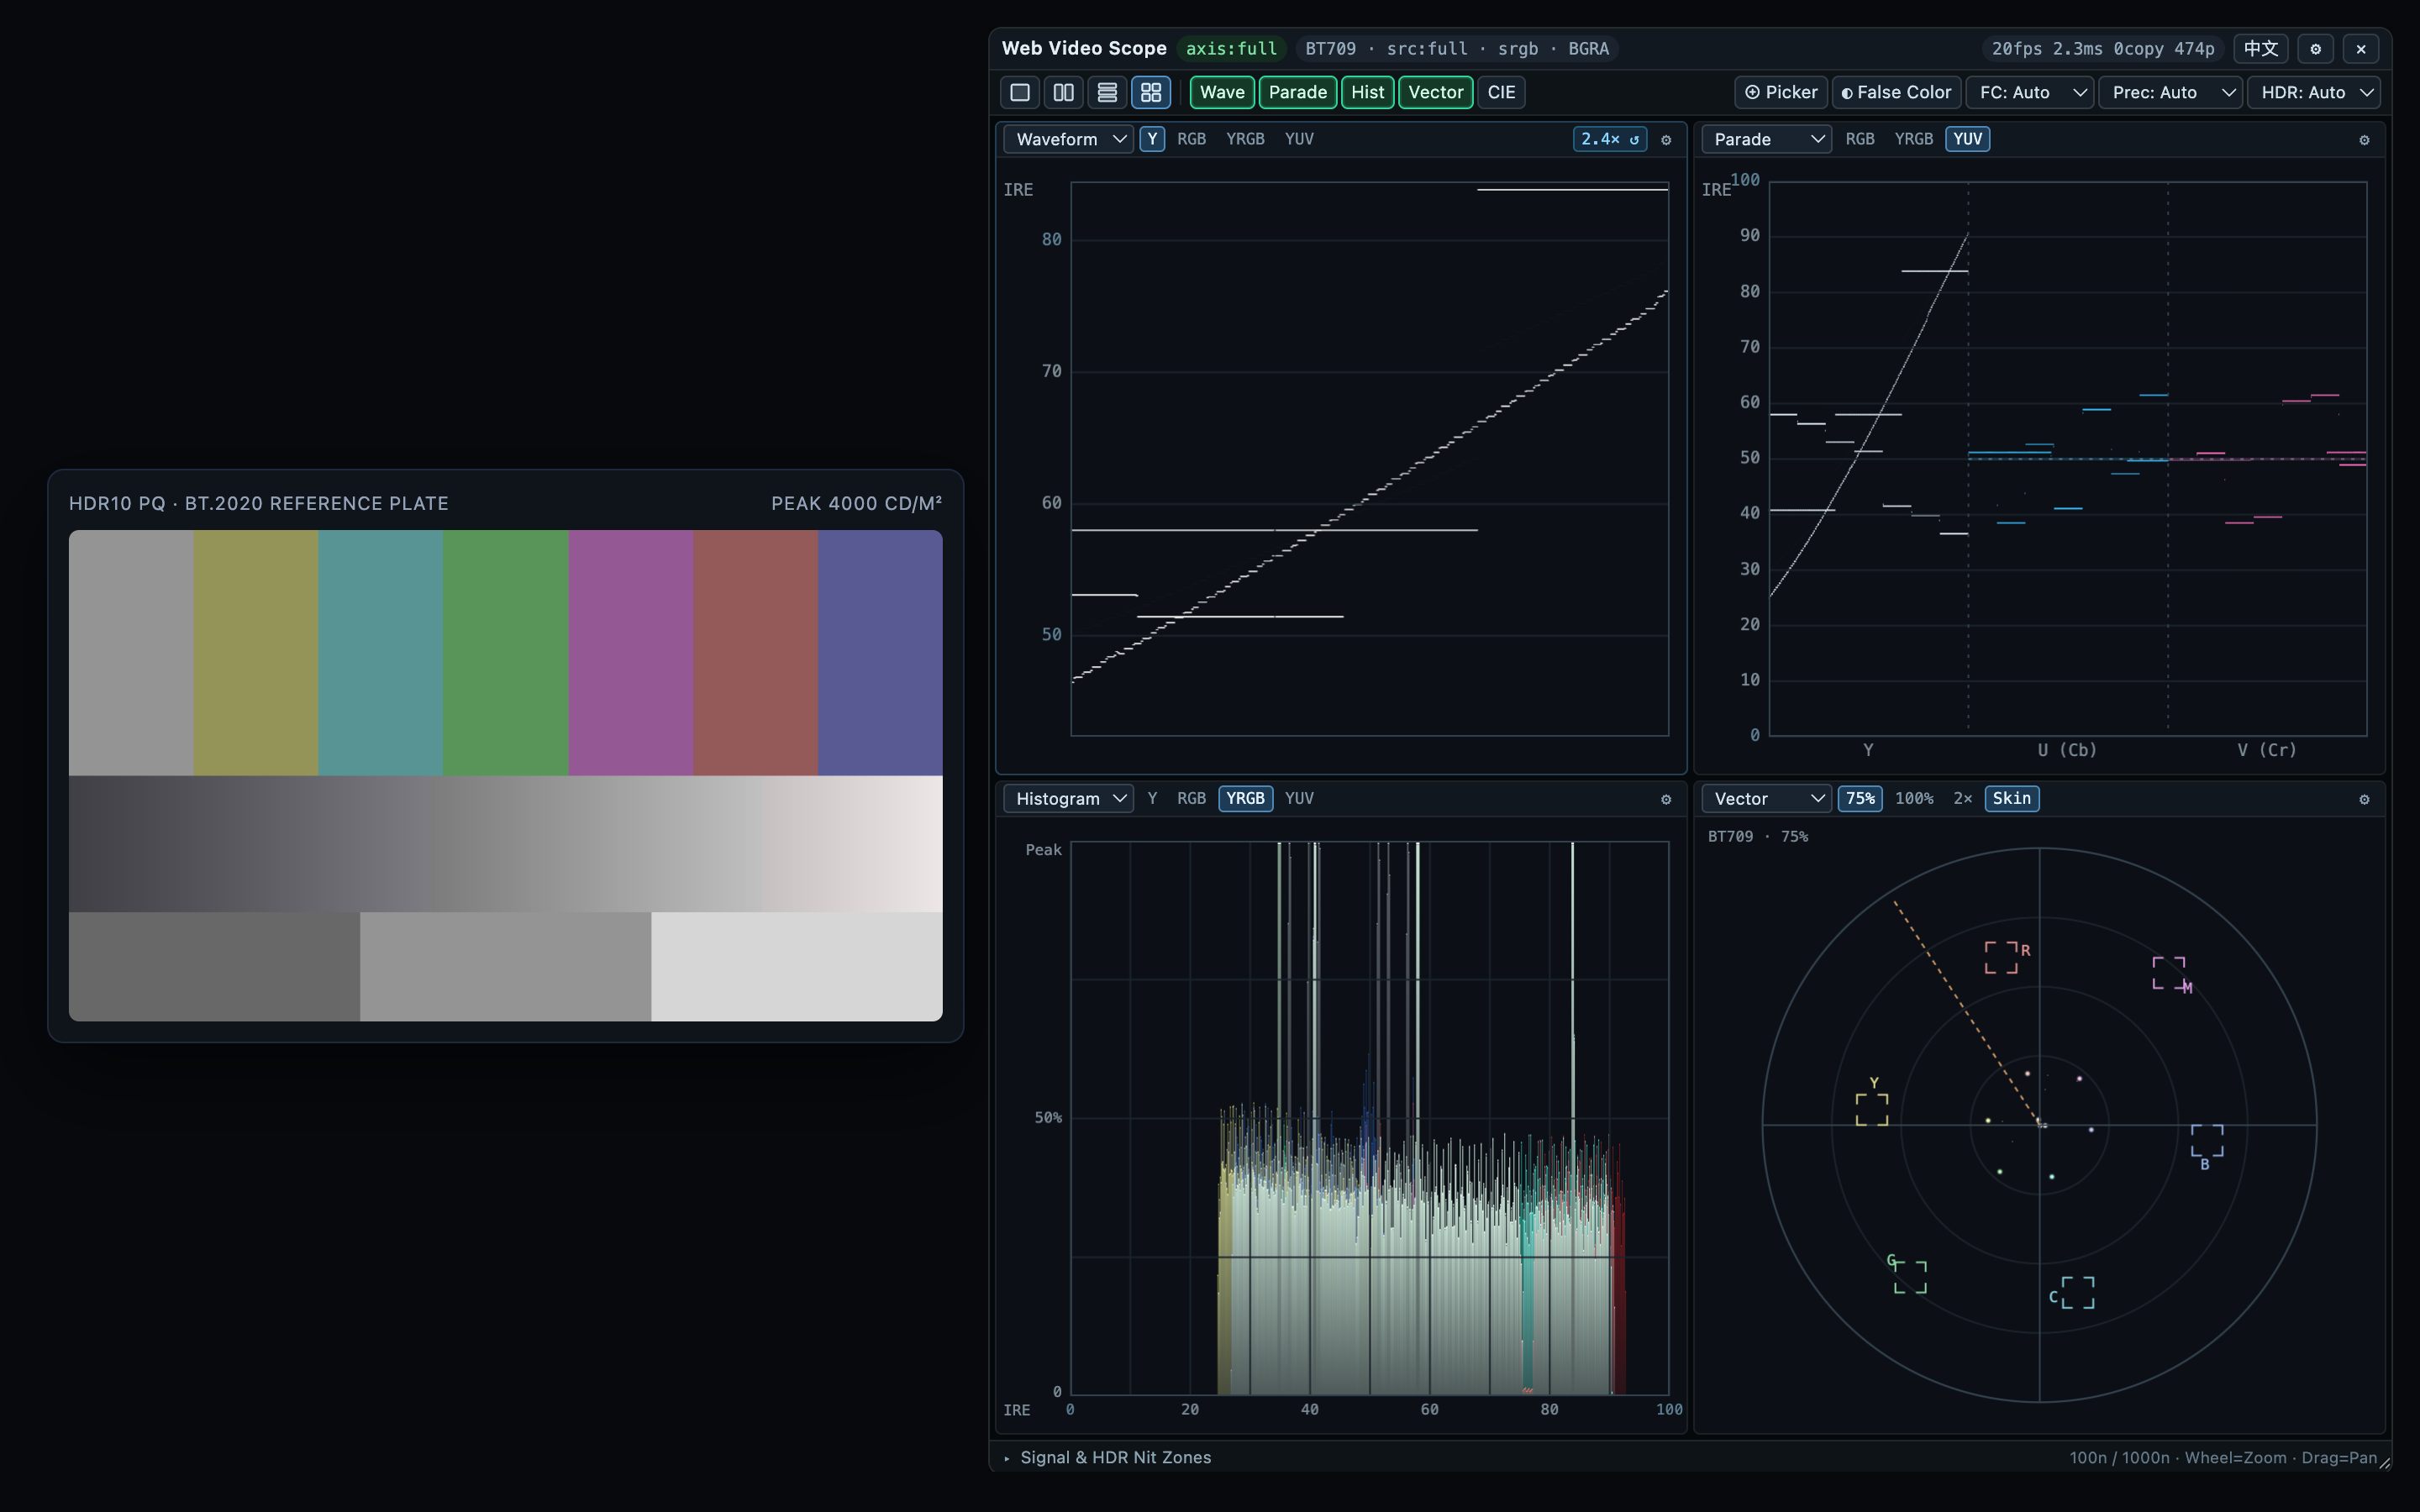 HDR10 PQ · BT.2020 REFERENCE PLATE
PEAK 4000 CD/M²
Web Video Scope
axis:full
BT709 · src:full · srgb · BGRA
20fps 2.3ms 0copy 474p
中文
Wave
Parade
Hist
Vector
CIE
Picker
False Color
FC: Auto
Prec: Auto
HDR: Auto
Waveform
Y
RGB
YRGB
YUV
2.4× ↺
IRE
80
70
60
50
Parade
RGB
YRGB
YUV
IRE
100
90
80
70
60
50
40
30
20
10
0
Y
U (Cb)
V (Cr)
Histogram
Y
RGB
YRGB
YUV
Peak
50%
0
IRE
0
20
40
60
80
100
Vector
75%
100%
2×
Skin
BT709 · 75%
R
M
Y
B
G
C
Signal & HDR Nit Zones
100n / 1000n · Wheel=Zoom · Drag=Pan